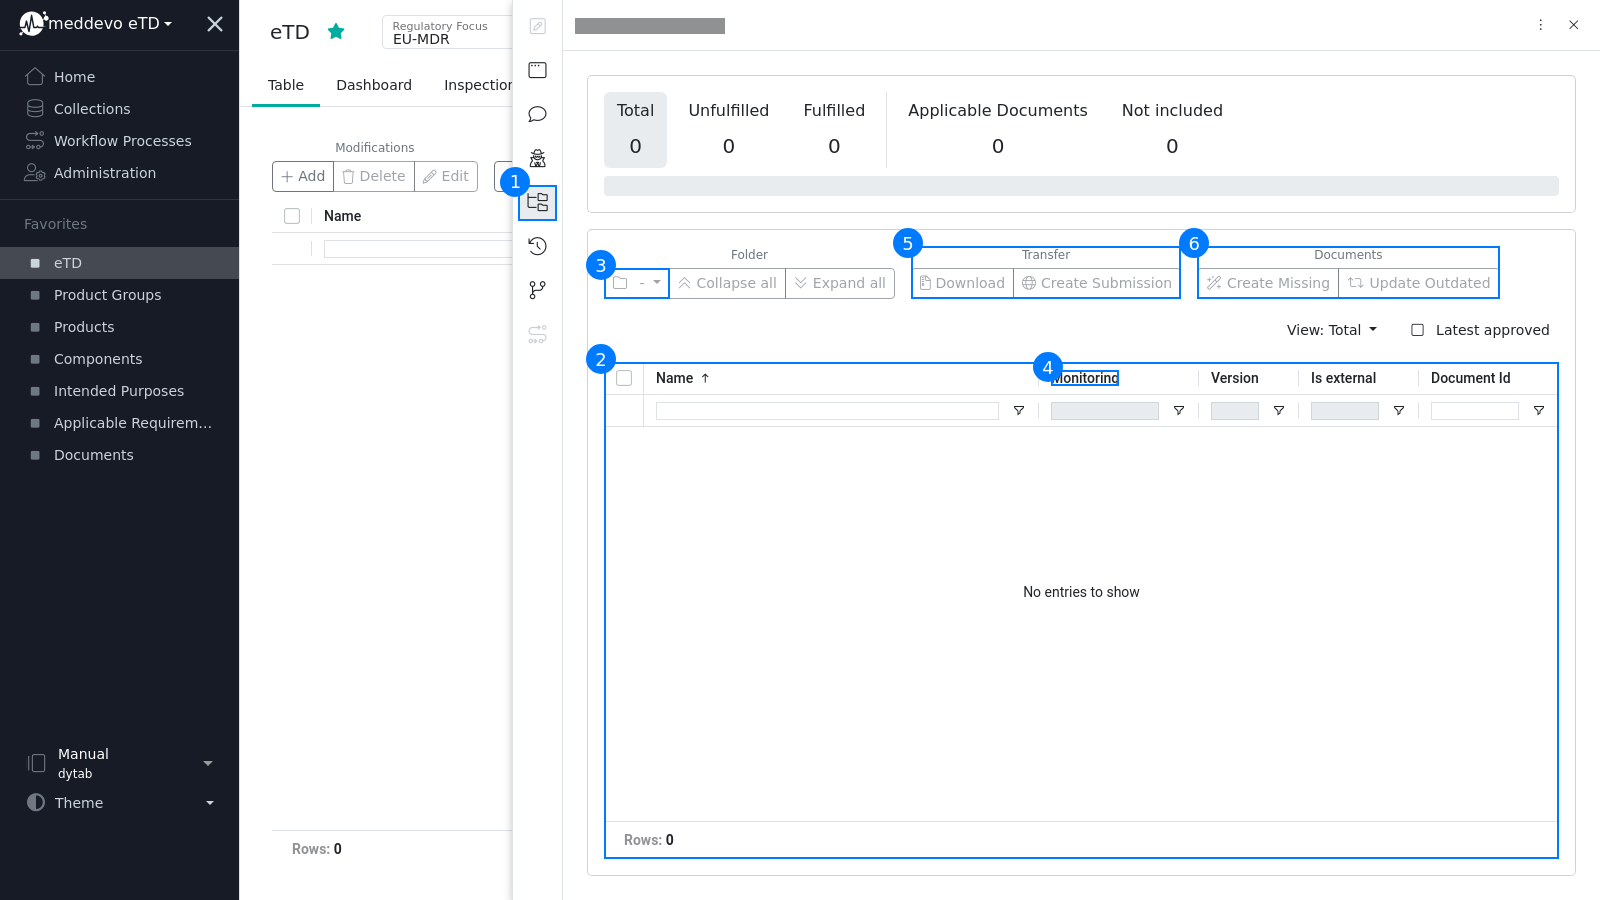 meddevo eTD
Home
Collections
Workflow Processes
Administration
Favorites
eTD
Product Groups
Products
Components
Intended Purposes
Applicable Requirem...
Documents
Manual
dytab
Theme
eTD
Regulatory Focus
EU-MDR
Table Dashboard Inspection
Modifications
Add Delete Edit
Name
Rows: 0
1
Total Unfulfilled Fulfilled Applicable Documents Not included
0 0 0 0 0
3 5 6
Folder Transfer Documents
- Collapse all Expand all Download Create Submission Create Missing Update Outdated
View: Total Latest approved
2 4
Name ↑ Monitoring Version Is external Document Id
No entries to show
Rows: 0